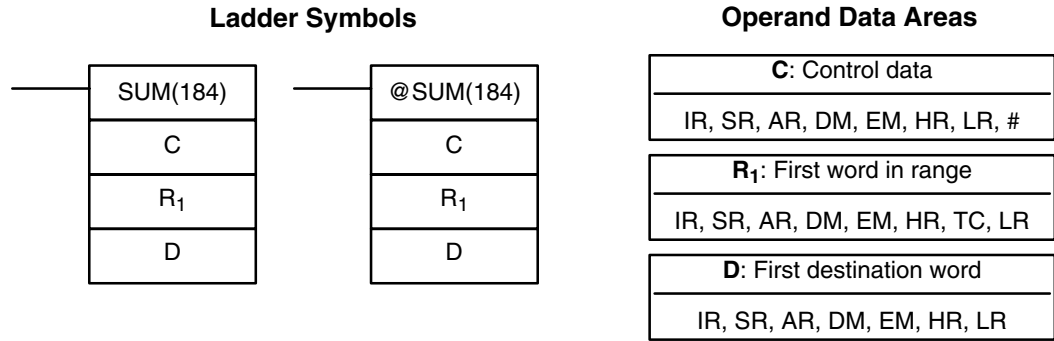 Ladder Symbols
SUM(184)
C
R1
D
@SUM(184)
C
R1
D
Operand Data Areas
C: Control data
IR, SR, AR, DM, EM, HR, LR, #
R1: First word in range
IR, SR, AR, DM, EM, HR, TC, LR
D: First destination word
IR, SR, AR, DM, EM, HR, LR